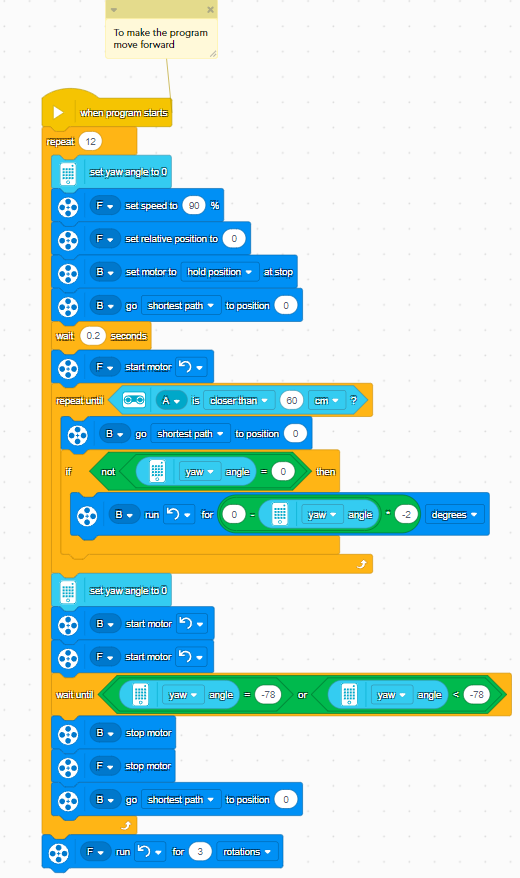 To make the program
move forward
when program starts
repeat 12
set yaw angle to 0
F set speed to 90 %
F set relative position to 0
B set motor to hold position at stop
B go shortest path to position 0
wait 0.2 seconds
F start motor
repeat until A is closer than 60 cm ?
B go shortest path to position 0
if not yaw angle = 0 then
B run for 0 - yaw angle * -2 degrees
set yaw angle to 0
B start motor
F start motor
wait until yaw angle = -78 or yaw angle < -78
B stop motor
F stop motor
B go shortest path to position 0
F run for 3 rotations